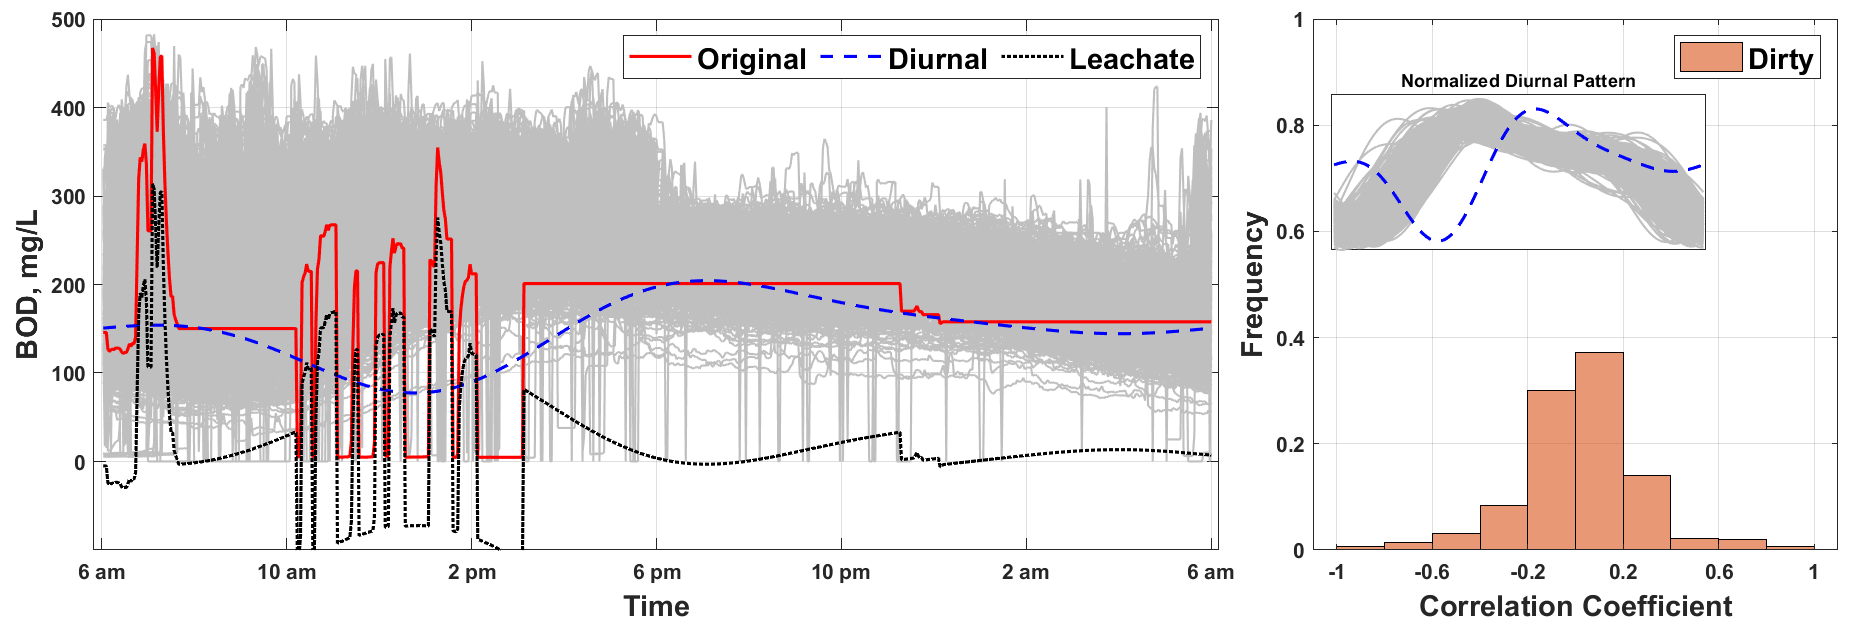 500
400
300
200
100
0
BOD, mg/L
Original Diurnal Leachate
6 am 10 am 2 pm 6 pm 10 pm 2 am 6 am
Time
1
0.8
0.6
0.4
0.2
0
Frequency
Dirty
Normalized Diurnal Pattern
-1 -0.6 -0.2 0.2 0.6 1
Correlation Coefficient